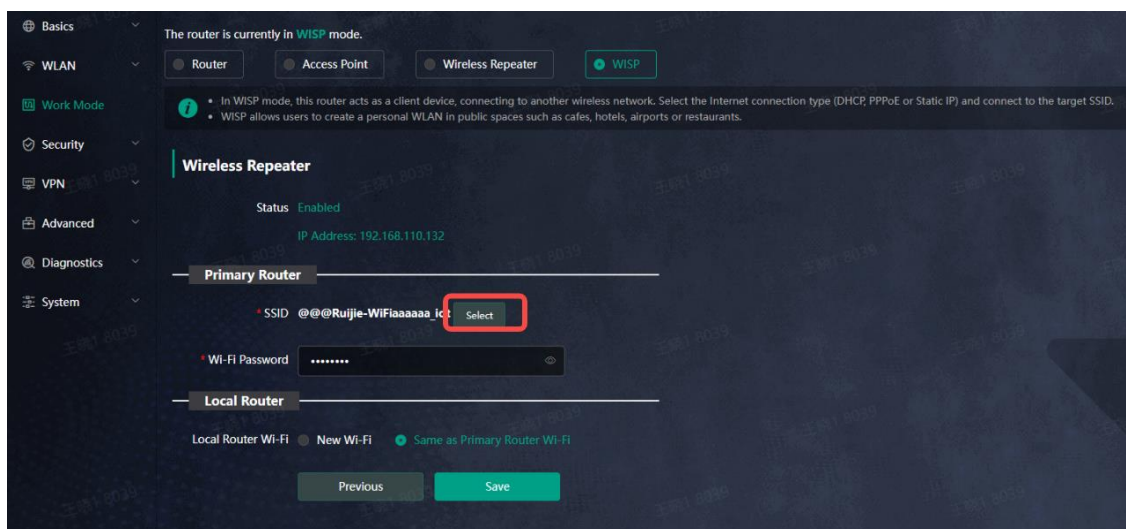 Basics
The router is currently in WISP mode.
WLAN
Router
Access Point
Wireless Repeater
WISP
Work Mode
In WISP mode, this router acts as a client device, connecting to another wireless network. Select the Internet connection type (DHCP, PPPoE or Static IP) and connect to the target SSID.
WISP allows users to create a personal WLAN in public spaces such as cafes, hotels, airports or restaurants.
Security
Wireless Repeater
VPN
Status Enabled
Advanced
IP Address: 192.168.110.132
Diagnostics
Primary Router
System
* SSID @@@Ruijie-WiFiaaaaaa_iot Select
* Wi-Fi Password ••••••••
Local Router
Local Router Wi-Fi New Wi-Fi Same as Primary Router Wi-Fi
Previous Save